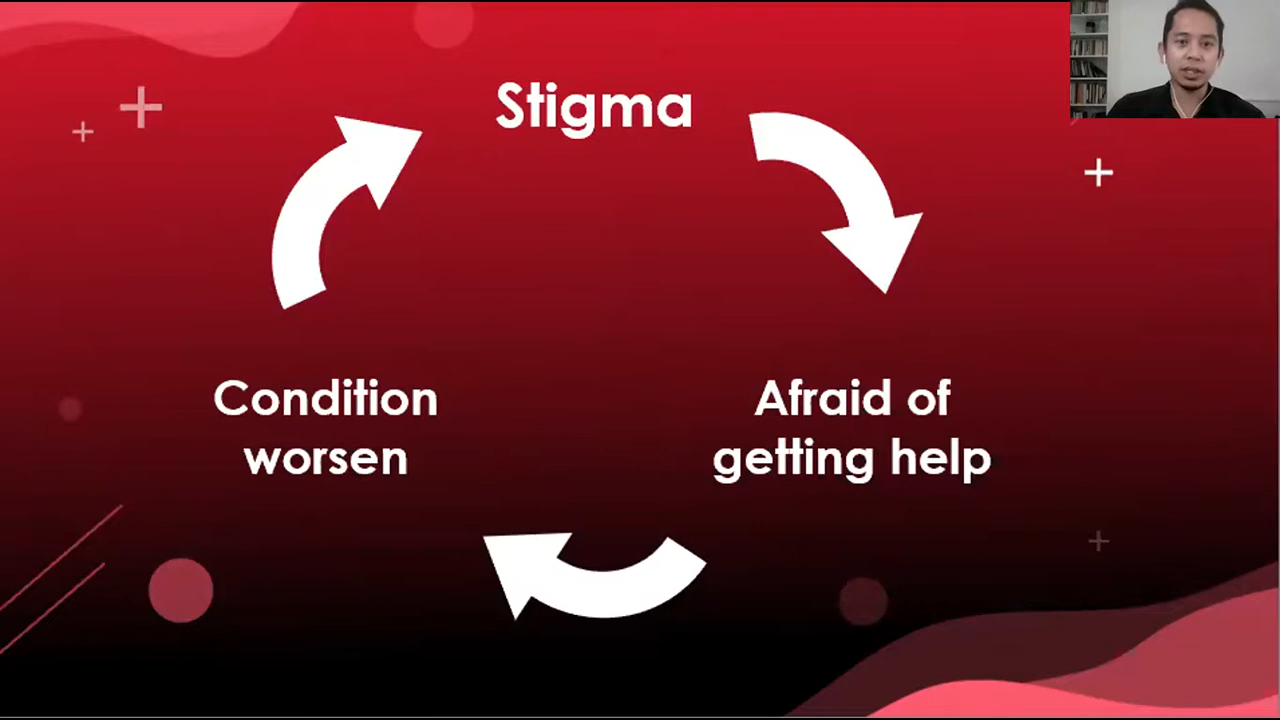 Stigma
Afraid of
getting help
Condition
worsen